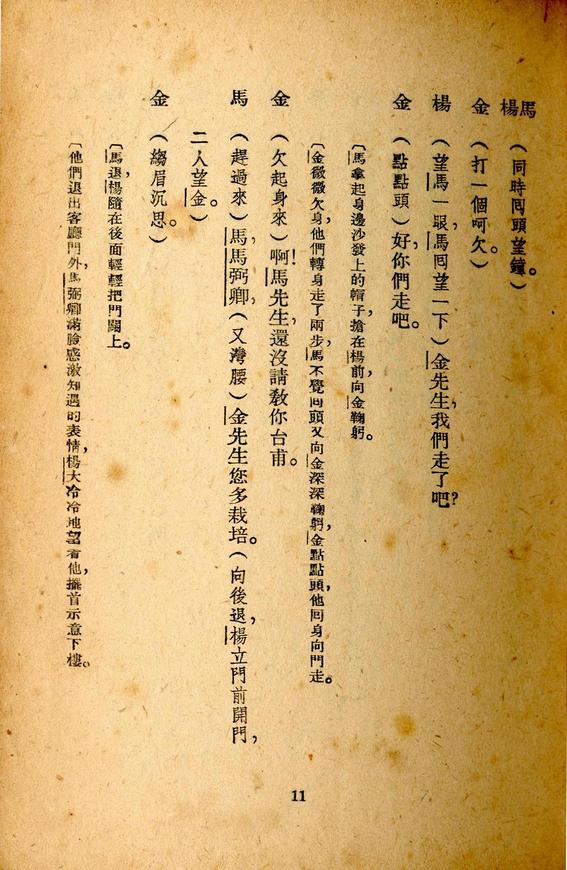 馬楊（同時囘頭望鐘。）
金（打一個呵欠。）
楊（望馬一眼，馬囘望一下）金先生，我們走了吧？
金（點點頭）好，你們走吧。
〔馬拿起身邊沙發上的帽子，搶在楊前，向金鞠躬。
〔金微微欠身，他們轉身走了兩步，馬不覺囘頭又向金深深鞠躬，金點點頭，他囘身向門走。
金（欠起身來）啊！馬先生，還沒請敎你台甫。
馬（趕過來）馬，馬弼卿，（又灣腰）金先生您多栽培。（向後退，楊立門前開門，
二人望金。）
金（縐眉沉思。）
〔馬退，楊隨在後面輕輕把門關上。
〔他們退出客廳門外，馬弼卿滿臉感激知遇的表情，楊大冷冷地望着他，擺首示意下樓。
11